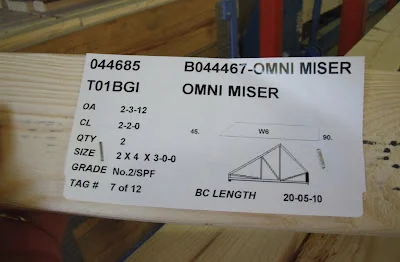 044685 B044467-OMNI MISER
T01BGI OMNI MISER
OA 2-3-12
CL 2-2-0
QTY 2
SIZE 2 X 4 X 3-0-0
GRADE No.2/SPF
TAG # 7 of 12
45. W6 90.
BC LENGTH 20-05-10